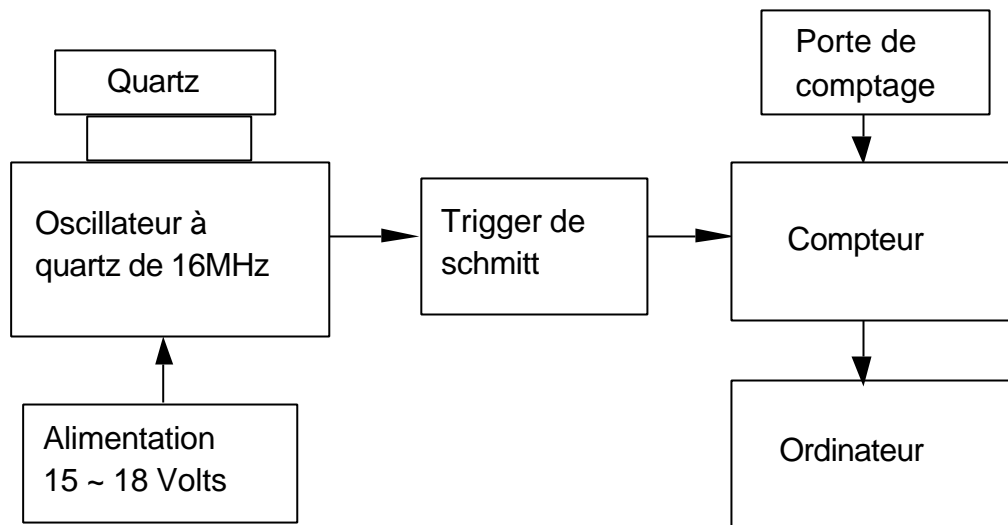 Quartz
Porte de
comptage
Oscillateur à
quartz de 16MHz
Trigger de
schmitt
Compteur
Alimentation
15 ~ 18 Volts
Ordinateur